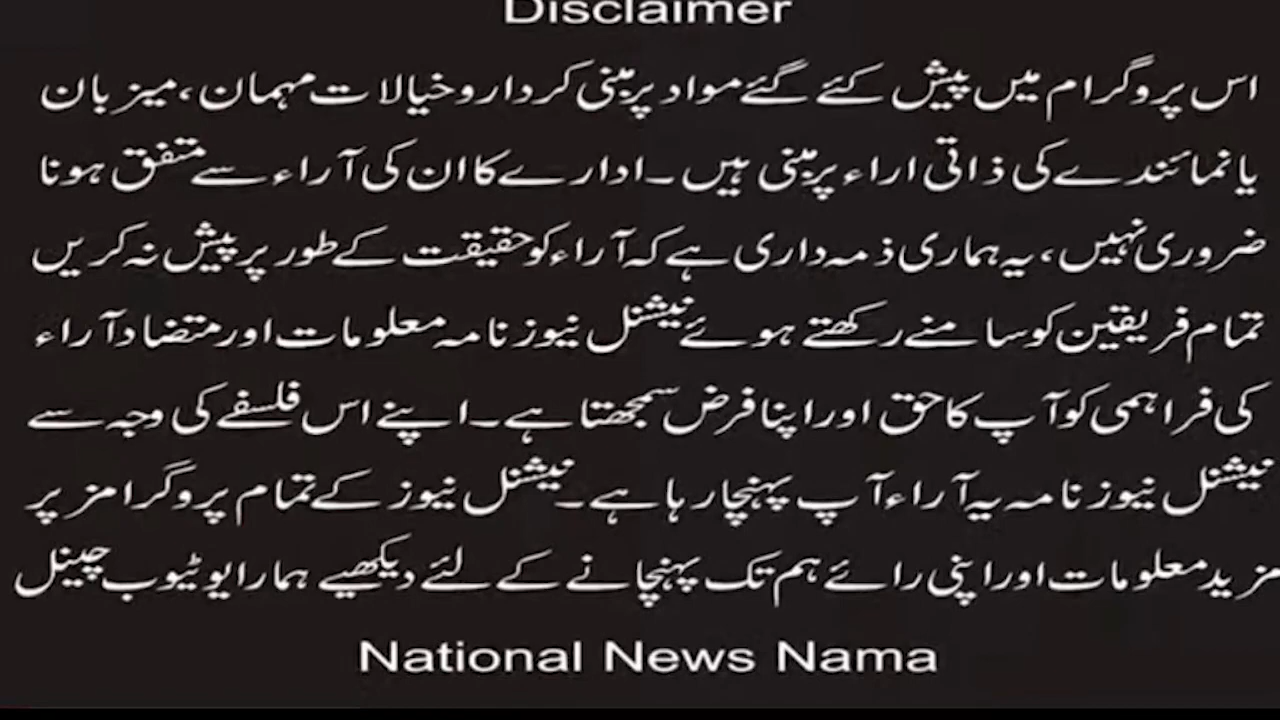 Disclaimer
اس پروگرام میں پیش کئے گئے مواد پر مبنی کردار و خیالات مہمان، میزبان
یا نمائندے کی ذاتی اراء پر مبنی ہیں۔ ادارے کا ان کی آراء سے متفق ہونا
ضروری نہیں، یہ ہماری ذمہ داری ہے کہ آراء کو حقیقت کے طور پر پیش نہ کریں
تمام فریقین کو سامنے رکھتے ہوئے نیشنل نیوز نامہ معلومات اور متضاد آراء
کی فراہمی کو آپ کا حق اور اپنا فرض سمجھتا ہے۔ اپنے اس فلسفے کی وجہ سے
نیشنل نیوز نامہ یہ آراء آپ پہنچا رہا ہے۔ نیشنل نیوز کے تمام پروگرامز پر
مزید معلومات اور اپنی رائے ہم تک پہنچانے کے لئے دیکھیے ہمارا یوٹیوب چینل
National News Nama